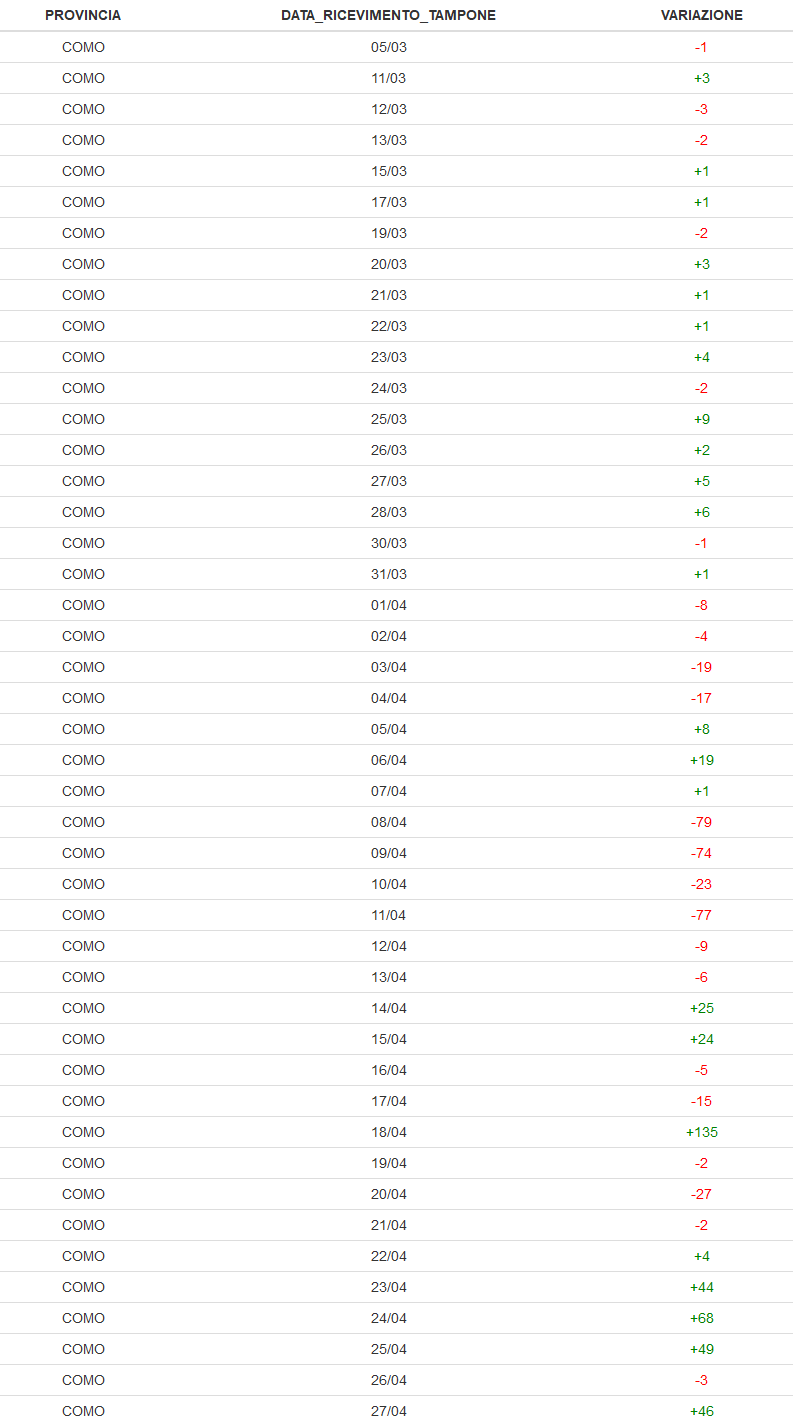 PROVINCIA DATA_RICEVIMENTO_TAMPONE VARIAZIONE
COMO 05/03 -1
COMO 11/03 +3
COMO 12/03 -3
COMO 13/03 -2
COMO 15/03 +1
COMO 17/03 +1
COMO 19/03 -2
COMO 20/03 +3
COMO 21/03 +1
COMO 22/03 +1
COMO 23/03 +4
COMO 24/03 -2
COMO 25/03 +9
COMO 26/03 +2
COMO 27/03 +5
COMO 28/03 +6
COMO 30/03 -1
COMO 31/03 +1
COMO 01/04 -8
COMO 02/04 -4
COMO 03/04 -19
COMO 04/04 -17
COMO 05/04 +8
COMO 06/04 +19
COMO 07/04 +1
COMO 08/04 -79
COMO 09/04 -74
COMO 10/04 -23
COMO 11/04 -77
COMO 12/04 -9
COMO 13/04 -6
COMO 14/04 +25
COMO 15/04 +24
COMO 16/04 -5
COMO 17/04 -15
COMO 18/04 +135
COMO 19/04 -2
COMO 20/04 -27
COMO 21/04 -2
COMO 22/04 +4
COMO 23/04 +44
COMO 24/04 +68
COMO 25/04 +49
COMO 26/04 -3
COMO 27/04 +46